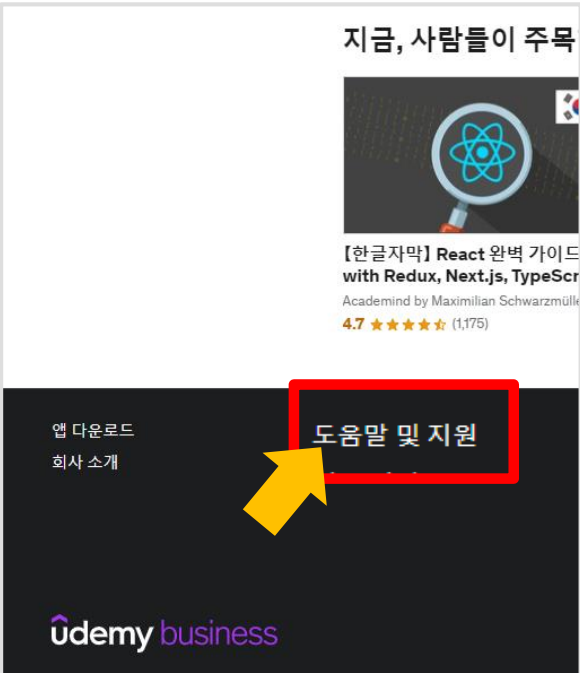 지금, 사람들이 주목
【한글자막】 React 완벽 가이드
with Redux, Next.js, TypeScr
Academind by Maximilian Schwarzmülle
4.7 ★★★★★ (1,175)
앱 다운로드
도움말 및 지원
회사 소개
ûdemy business